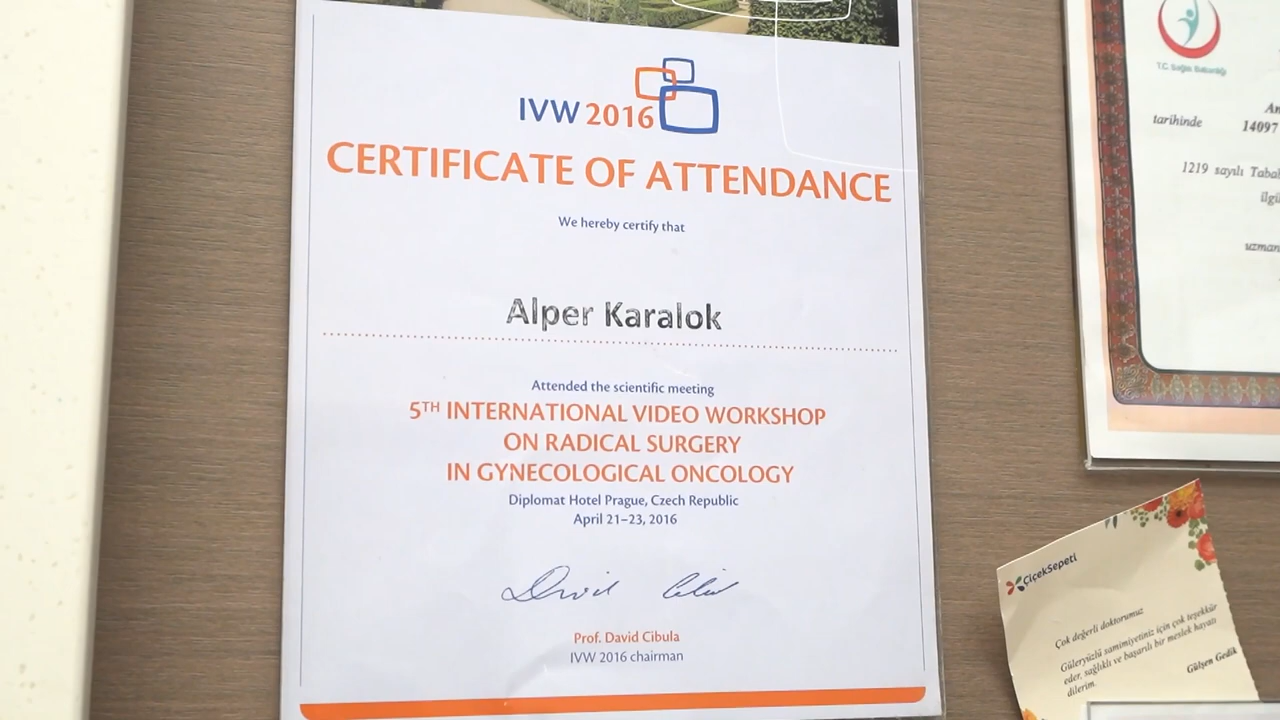 IVW 2016
CERTIFICATE OF ATTENDANCE
We hereby certify that
Alper Karalok
Attended the scientific meeting
5TH INTERNATIONAL VIDEO WORKSHOP
ON RADICAL SURGERY
IN GYNECOLOGICAL ONCOLOGY
Diplomat Hotel Prague, Czech Republic
April 21–23, 2016
David Cibula
Prof. David Cibula
IVW 2016 chairman
T.C. Sağlık Bakanlığı
tarihinde 14097
1219 sayılı
ÇiçekSepeti
Çok değerli doktorumuz
Güleryüzlü samimiyetiniz için çok teşekkür
eder, sağlıklı ve başarılı bir meslek hayatı
dilerim.
Gülşen Gedik